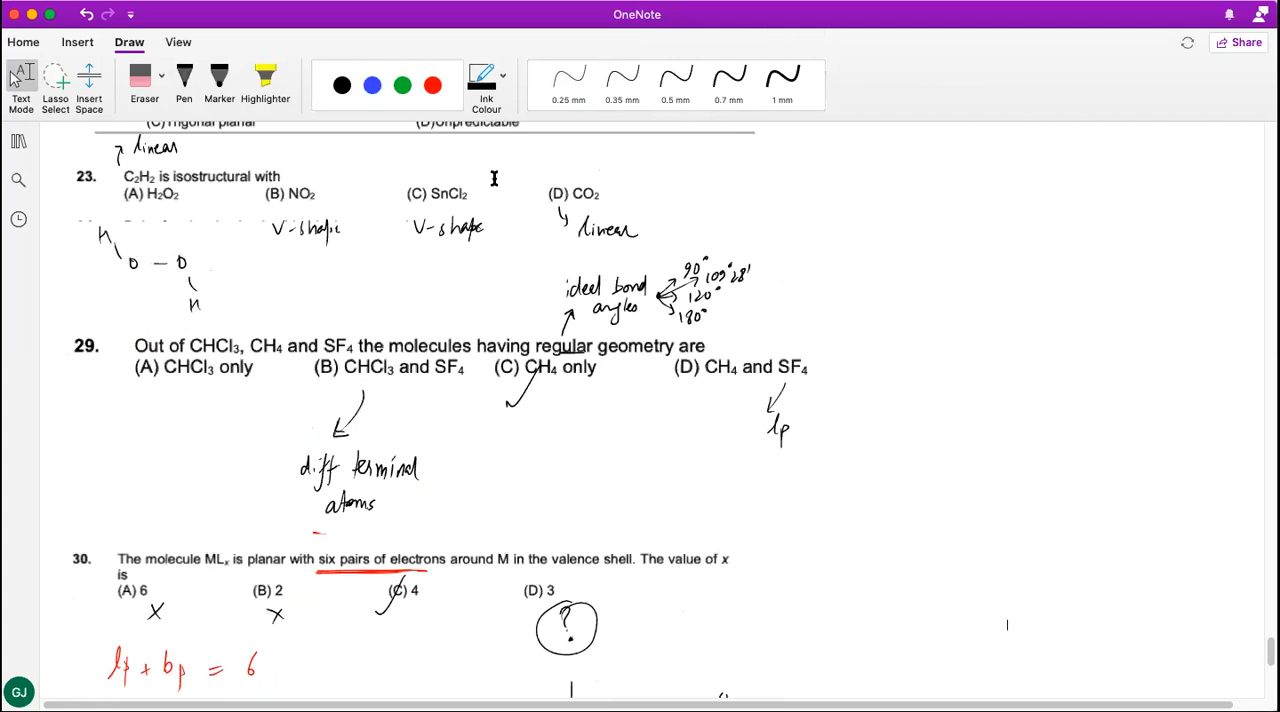 OneNote
Home Insert Draw View
Share
Text Mode
Lasso Select
Insert Space
Eraser
Pen
Marker
Highlighter
Ink Colour
0.25 mm 0.35 mm 0.5 mm 0.7 mm 1 mm
(C)Trigonal planar (D)Unpredictable
linear
23. C₂H₂ is isostructural with
(A) H₂O₂ (B) NO₂ (C) SnCl₂ (D) CO₂
V-shape V-shape linear
H
O — O
H
ideal bond angles
90°
109°28'
120°
180°
29. Out of CHCl₃, CH₄ and SF₄ the molecules having regular geometry are
(A) CHCl₃ only (B) CHCl₃ and SF₄ (C) CH₄ only (D) CH₄ and SF₄
lp
diff terminal
atoms
30. The molecule MLₓ is planar with six pairs of electrons around M in the valence shell. The value of x
is
(A) 6 (B) 2 (C) 4 (D) 3
X X ?
lp + bp = 6
GJ